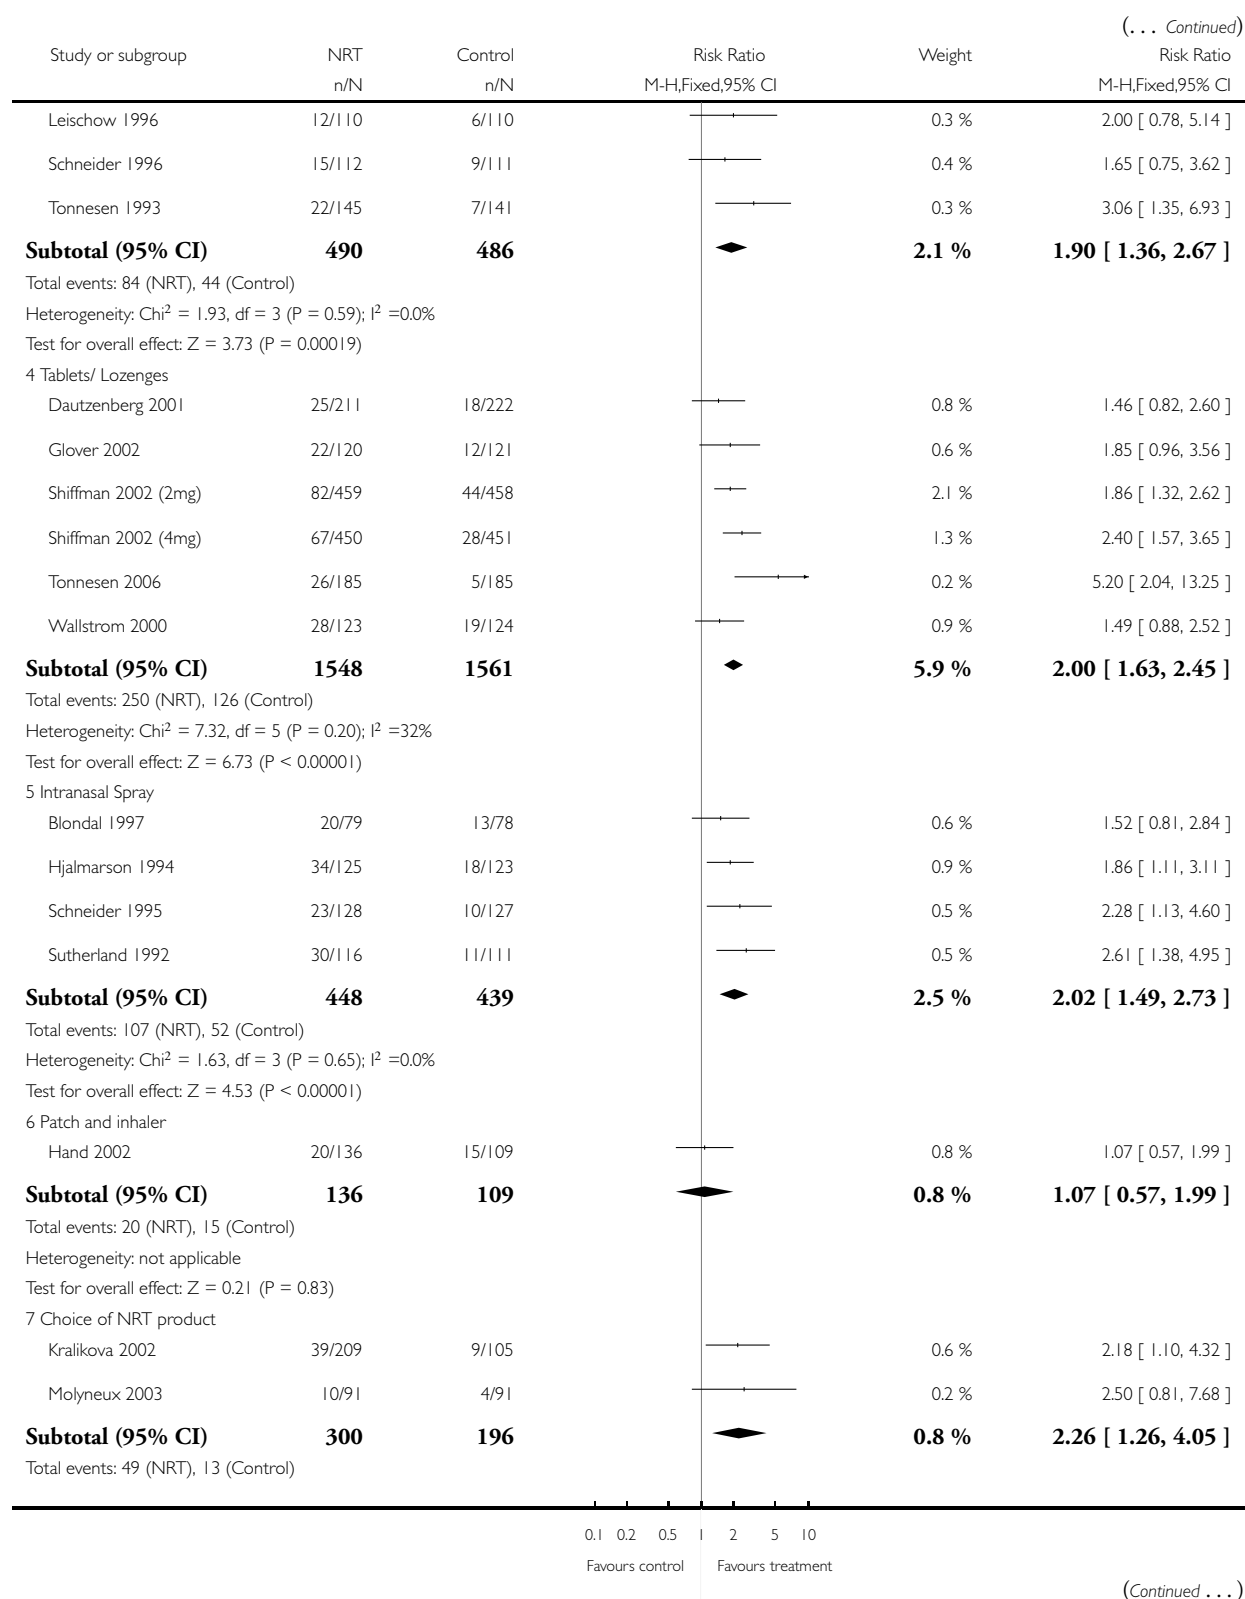 (... Continued)
Study or subgroup NRT Control Risk Ratio Weight Risk Ratio
n/N n/N M-H,Fixed,95% CI M-H,Fixed,95% CI
Leischow 1996 12/110 6/110 0.3 % 2.00 [ 0.78, 5.14 ]
Schneider 1996 15/112 9/111 0.4 % 1.65 [ 0.75, 3.62 ]
Tonnesen 1993 22/145 7/141 0.3 % 3.06 [ 1.35, 6.93 ]
Subtotal (95% CI) 490 486 2.1 % 1.90 [ 1.36, 2.67 ]
Total events: 84 (NRT), 44 (Control)
Heterogeneity: Chi² = 1.93, df = 3 (P = 0.59); I² =0.0%
Test for overall effect: Z = 3.73 (P = 0.00019)
4 Tablets/ Lozenges
Dautzenberg 2001 25/211 18/222 0.8 % 1.46 [ 0.82, 2.60 ]
Glover 2002 22/120 12/121 0.6 % 1.85 [ 0.96, 3.56 ]
Shiffman 2002 (2mg) 82/459 44/458 2.1 % 1.86 [ 1.32, 2.62 ]
Shiffman 2002 (4mg) 67/450 28/451 1.3 % 2.40 [ 1.57, 3.65 ]
Tonnesen 2006 26/185 5/185 0.2 % 5.20 [ 2.04, 13.25 ]
Wallstrom 2000 28/123 19/124 0.9 % 1.49 [ 0.88, 2.52 ]
Subtotal (95% CI) 1548 1561 5.9 % 2.00 [ 1.63, 2.45 ]
Total events: 250 (NRT), 126 (Control)
Heterogeneity: Chi² = 7.32, df = 5 (P = 0.20); I² =32%
Test for overall effect: Z = 6.73 (P < 0.00001)
5 Intranasal Spray
Blondal 1997 20/79 13/78 0.6 % 1.52 [ 0.81, 2.84 ]
Hjalmarson 1994 34/125 18/123 0.9 % 1.86 [ 1.11, 3.11 ]
Schneider 1995 23/128 10/127 0.5 % 2.28 [ 1.13, 4.60 ]
Sutherland 1992 30/116 11/111 0.5 % 2.61 [ 1.38, 4.95 ]
Subtotal (95% CI) 448 439 2.5 % 2.02 [ 1.49, 2.73 ]
Total events: 107 (NRT), 52 (Control)
Heterogeneity: Chi² = 1.63, df = 3 (P = 0.65); I² =0.0%
Test for overall effect: Z = 4.53 (P < 0.00001)
6 Patch and inhaler
Hand 2002 20/136 15/109 0.8 % 1.07 [ 0.57, 1.99 ]
Subtotal (95% CI) 136 109 0.8 % 1.07 [ 0.57, 1.99 ]
Total events: 20 (NRT), 15 (Control)
Heterogeneity: not applicable
Test for overall effect: Z = 0.21 (P = 0.83)
7 Choice of NRT product
Kralikova 2002 39/209 9/105 0.6 % 2.18 [ 1.10, 4.32 ]
Molyneux 2003 10/91 4/91 0.2 % 2.50 [ 0.81, 7.68 ]
Subtotal (95% CI) 300 196 0.8 % 2.26 [ 1.26, 4.05 ]
Total events: 49 (NRT), 13 (Control)
0.1 0.2 0.5 1 2 5 10
Favours control Favours treatment
(Continued ...)